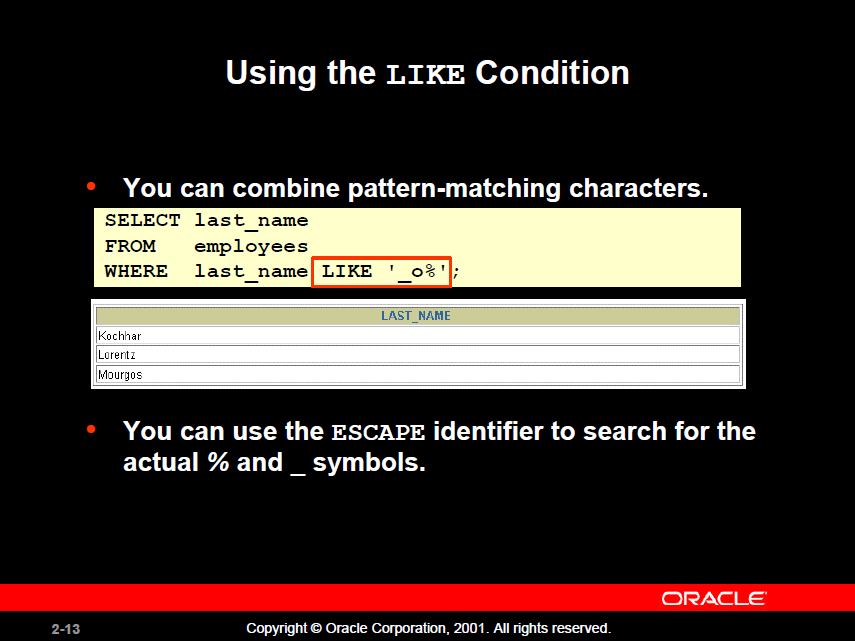 Using the LIKE Condition
• You can combine pattern-matching characters.
SELECT last_name
FROM employees
WHERE last_name LIKE '_o%';
LAST_NAME
Kochhar
Lorentz
Mourgos
• You can use the ESCAPE identifier to search for the
actual % and _ symbols.
ORACLE
2-13 Copyright © Oracle Corporation, 2001. All rights reserved.